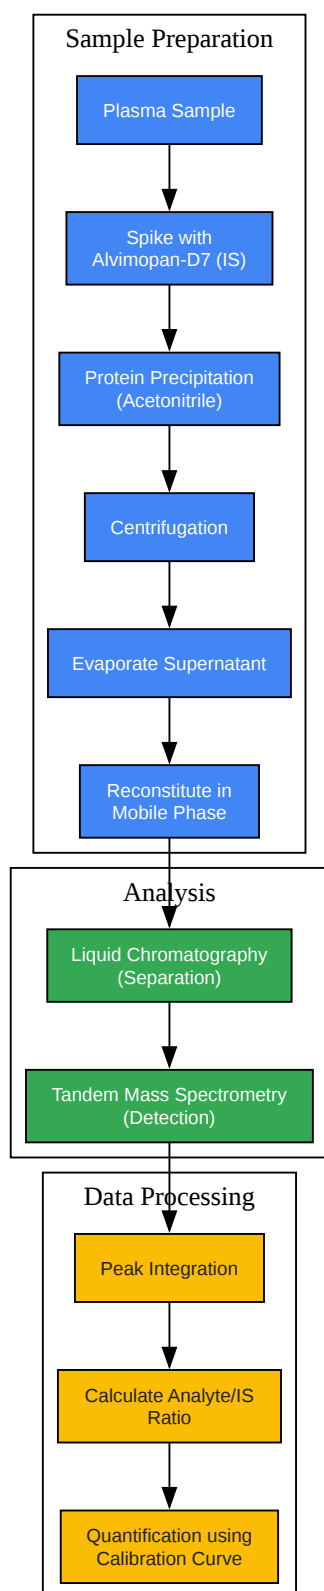 Sample Preparation
Plasma Sample
Spike with
Alvimopan-D7 (IS)
Protein Precipitation
(Acetonitrile)
Centrifugation
Evaporate Supernatant
Reconstitute in
Mobile Phase
Analysis
Liquid Chromatography
(Separation)
Tandem Mass Spectrometry
(Detection)
Data Processing
Peak Integration
Calculate Analyte/IS
Ratio
Quantification using
Calibration Curve